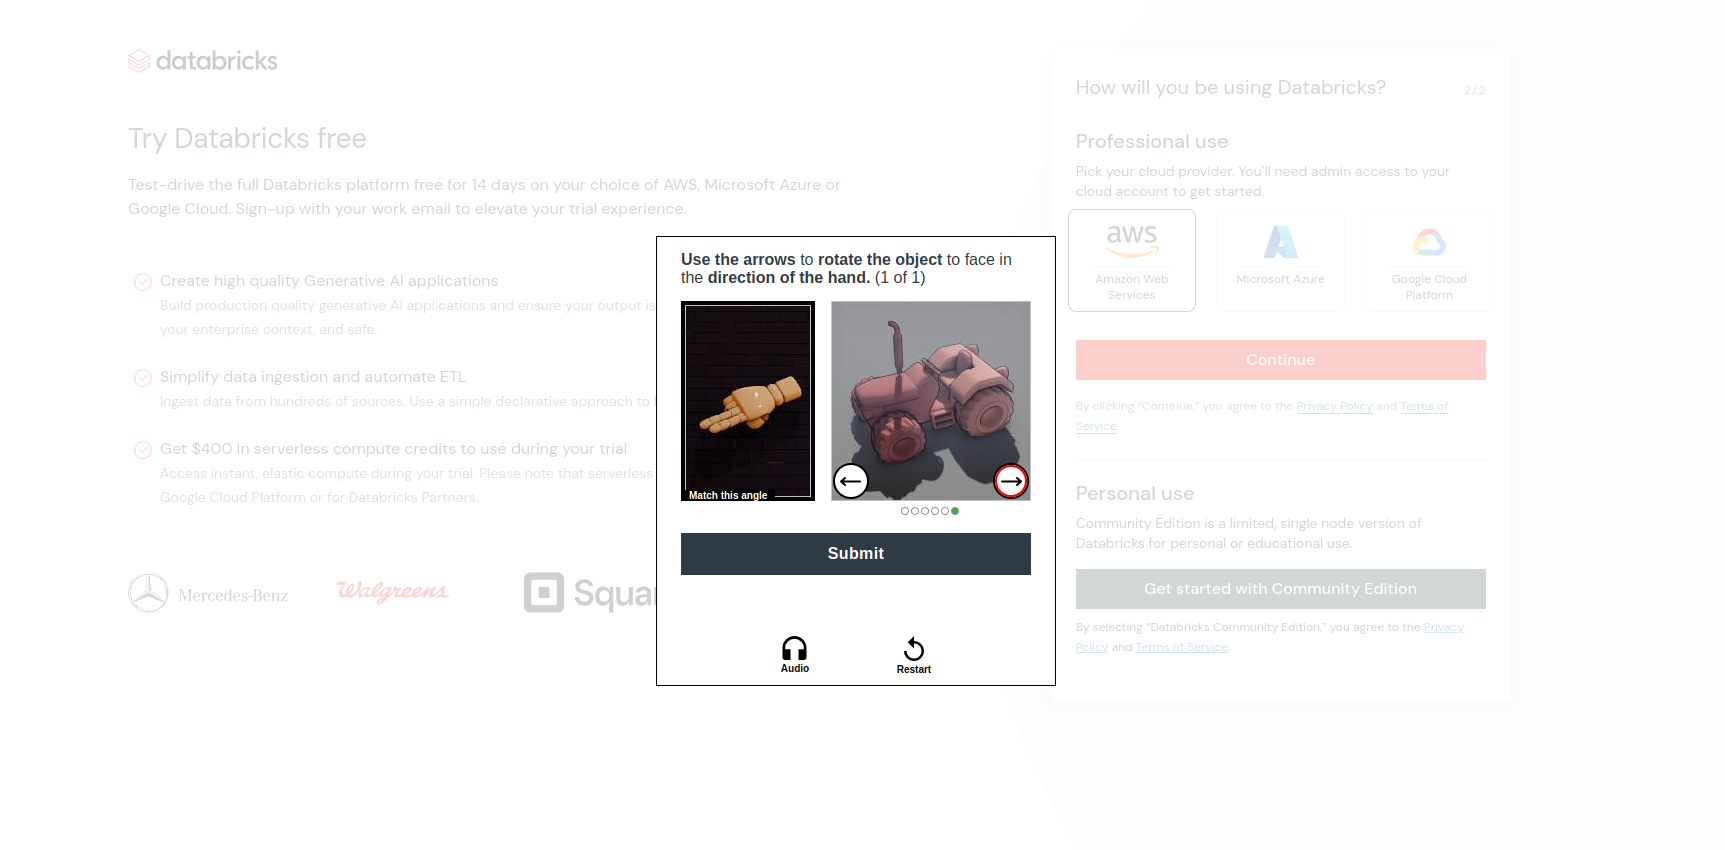 databricks
Try Databricks free
Test-drive the full Databricks platform free for 14 days on your choice of AWS, Microsoft Azure or
Google Cloud. Sign-up with your work email to elevate your trial experience.
Create high quality Generative AI applications
Build production quality generative AI applications and ensure your output is
your enterprise context, and safe.
Simplify data ingestion and automate ETL
Ingest data from hundreds of sources. Use a simple declarative approach to
Get $400 in serverless compute credits to use during your trial
Access instant, elastic compute during your trial. Please note that serverless
Google Cloud Platform or for Databricks Partners.
Mercedes-Benz
Walgreens
Squa
Use the arrows to rotate the object to face in
the direction of the hand. (1 of 1)
Match this angle
Submit
Audio
Restart
How will you be using Databricks?
2 / 2
Professional use
Pick your cloud provider. You'll need admin access to your
cloud account to get started.
aws
Amazon Web
Services
Microsoft Azure
Google Cloud
Platform
Continue
By clicking "Continue," you agree to the Privacy Policy and Terms of
Service.
Personal use
Community Edition is a limited, single node version of
Databricks for personal or educational use.
Get started with Community Edition
By selecting "Databricks Community Edition," you agree to the Privacy
Policy and Terms of Service.